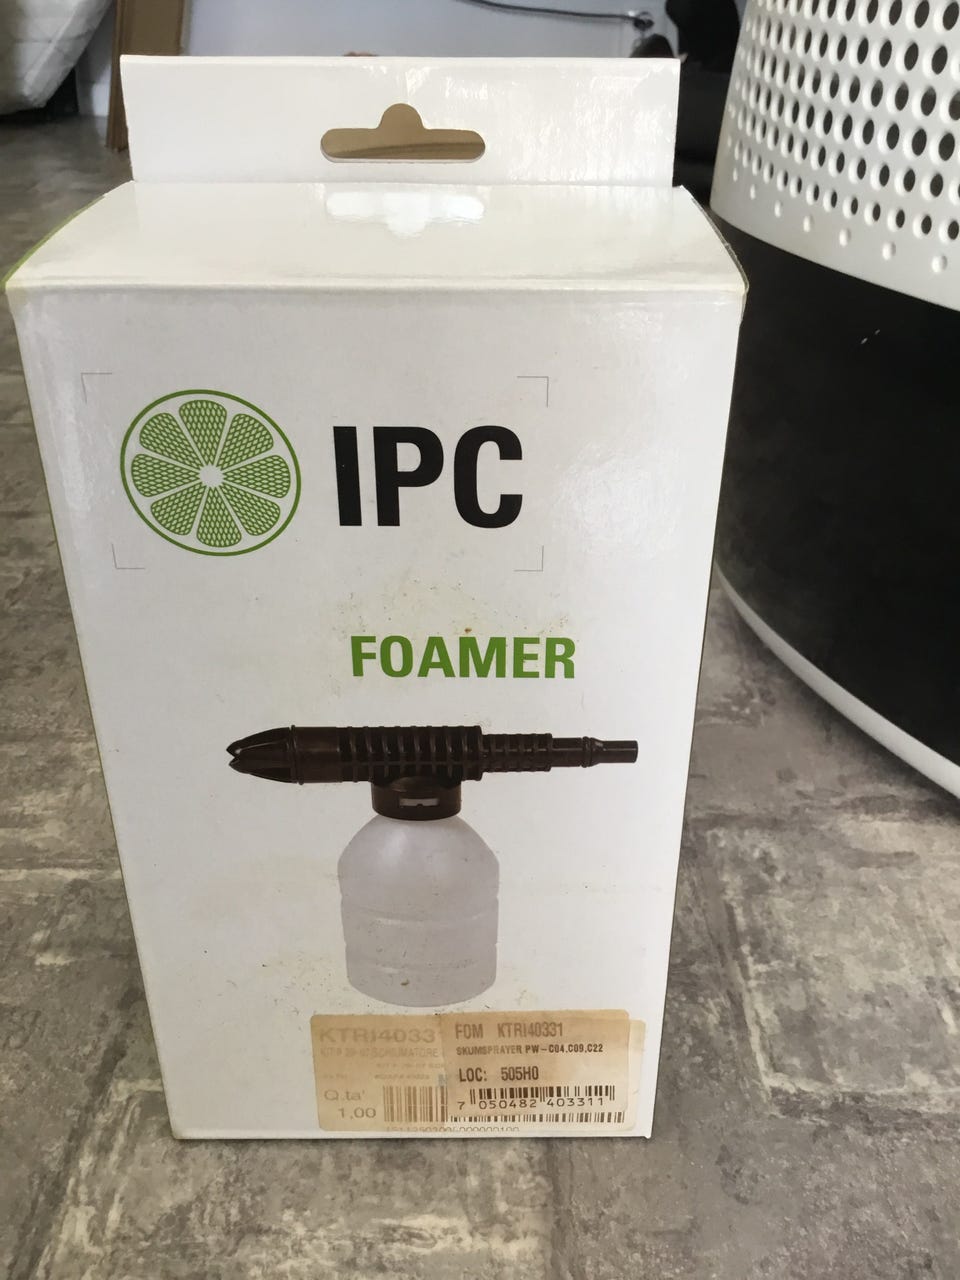 IPC
FOAMER
KTRI4033
FOM KTRI40331
SKUMSPRAYER PW-C04,C09,C22
LOC: 505H0
Q.ta'
1,00
7 050482 403311